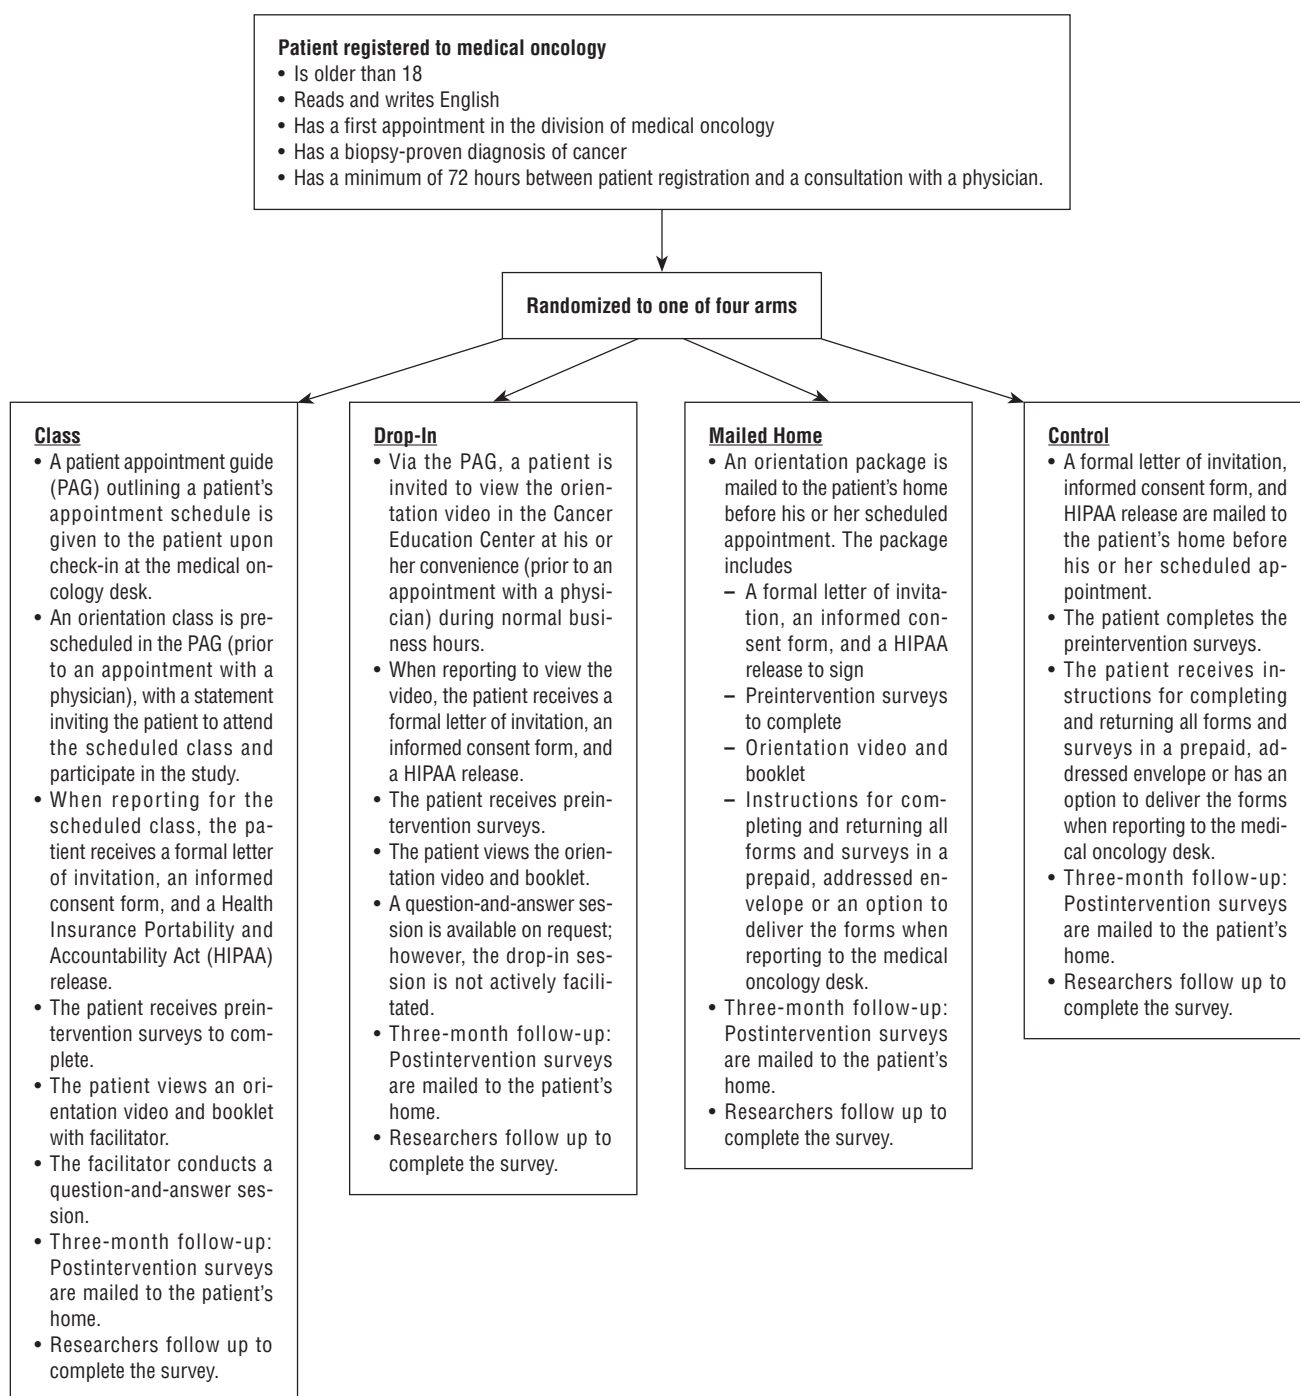 Patient registered to medical oncology
• Is older than 18
• Reads and writes English
• Has a first appointment in the division of medical oncology
• Has a biopsy-proven diagnosis of cancer
• Has a minimum of 72 hours between patient registration and a consultation with a physician.
Randomized to one of four arms
Class
• A patient appointment guide
(PAG) outlining a patient's
appointment schedule is
given to the patient upon
check-in at the medical on-
cology desk.
• An orientation class is pre-
scheduled in the PAG (prior
to an appointment with a
physician), with a statement
inviting the patient to attend
the scheduled class and
participate in the study.
• When reporting for the
scheduled class, the pa-
tient receives a formal letter
of invitation, an informed
consent form, and a Health
Insurance Portability and
Accountability Act (HIPAA)
release.
• The patient receives prein-
tervention surveys to com-
plete.
• The patient views an ori-
entation video and booklet
with facilitator.
• The facilitator conducts a
question-and-answer ses-
sion.
• Three-month follow-up:
Postintervention surveys
are mailed to the patient's
home.
• Researchers follow up to
complete the survey.
Drop-In
• Via the PAG, a patient is
invited to view the orien-
tation video in the Cancer
Education Center at his or
her convenience (prior to an
appointment with a physi-
cian) during normal busi-
ness hours.
• When reporting to view the
video, the patient receives a
formal letter of invitation, an
informed consent form, and
a HIPAA release.
• The patient receives prein-
tervention surveys.
• The patient views the orien-
tation video and booklet.
• A question-and-answer ses-
sion is available on request;
however, the drop-in ses-
sion is not actively facili-
tated.
• Three-month follow-up:
Postintervention surveys
are mailed to the patient's
home.
• Researchers follow up to
complete the survey.
Mailed Home
• An orientation package is
mailed to the patient's home
before his or her scheduled
appointment. The package
includes
– A formal letter of invita-
tion, an informed con-
sent form, and a HIPAA
release to sign
– Preintervention surveys
to complete
– Orientation video and
booklet
– Instructions for com-
pleting and returning all
forms and surveys in a
prepaid, addressed en-
velope or an option to
deliver the forms when
reporting to the medical
oncology desk.
• Three-month follow-up:
Postintervention surveys
are mailed to the patient's
home.
• Researchers follow up to
complete the survey.
Control
• A formal letter of invitation,
informed consent form, and
HIPAA release are mailed to
the patient's home before
his or her scheduled ap-
pointment.
• The patient completes the
preintervention surveys.
• The patient receives in-
structions for completing
and returning all forms and
surveys in a prepaid, ad-
dressed envelope or has an
option to deliver the forms
when reporting to the medi-
cal oncology desk.
• Three-month follow-up:
Postintervention surveys
are mailed to the patient's
home.
• Researchers follow up to
complete the survey.